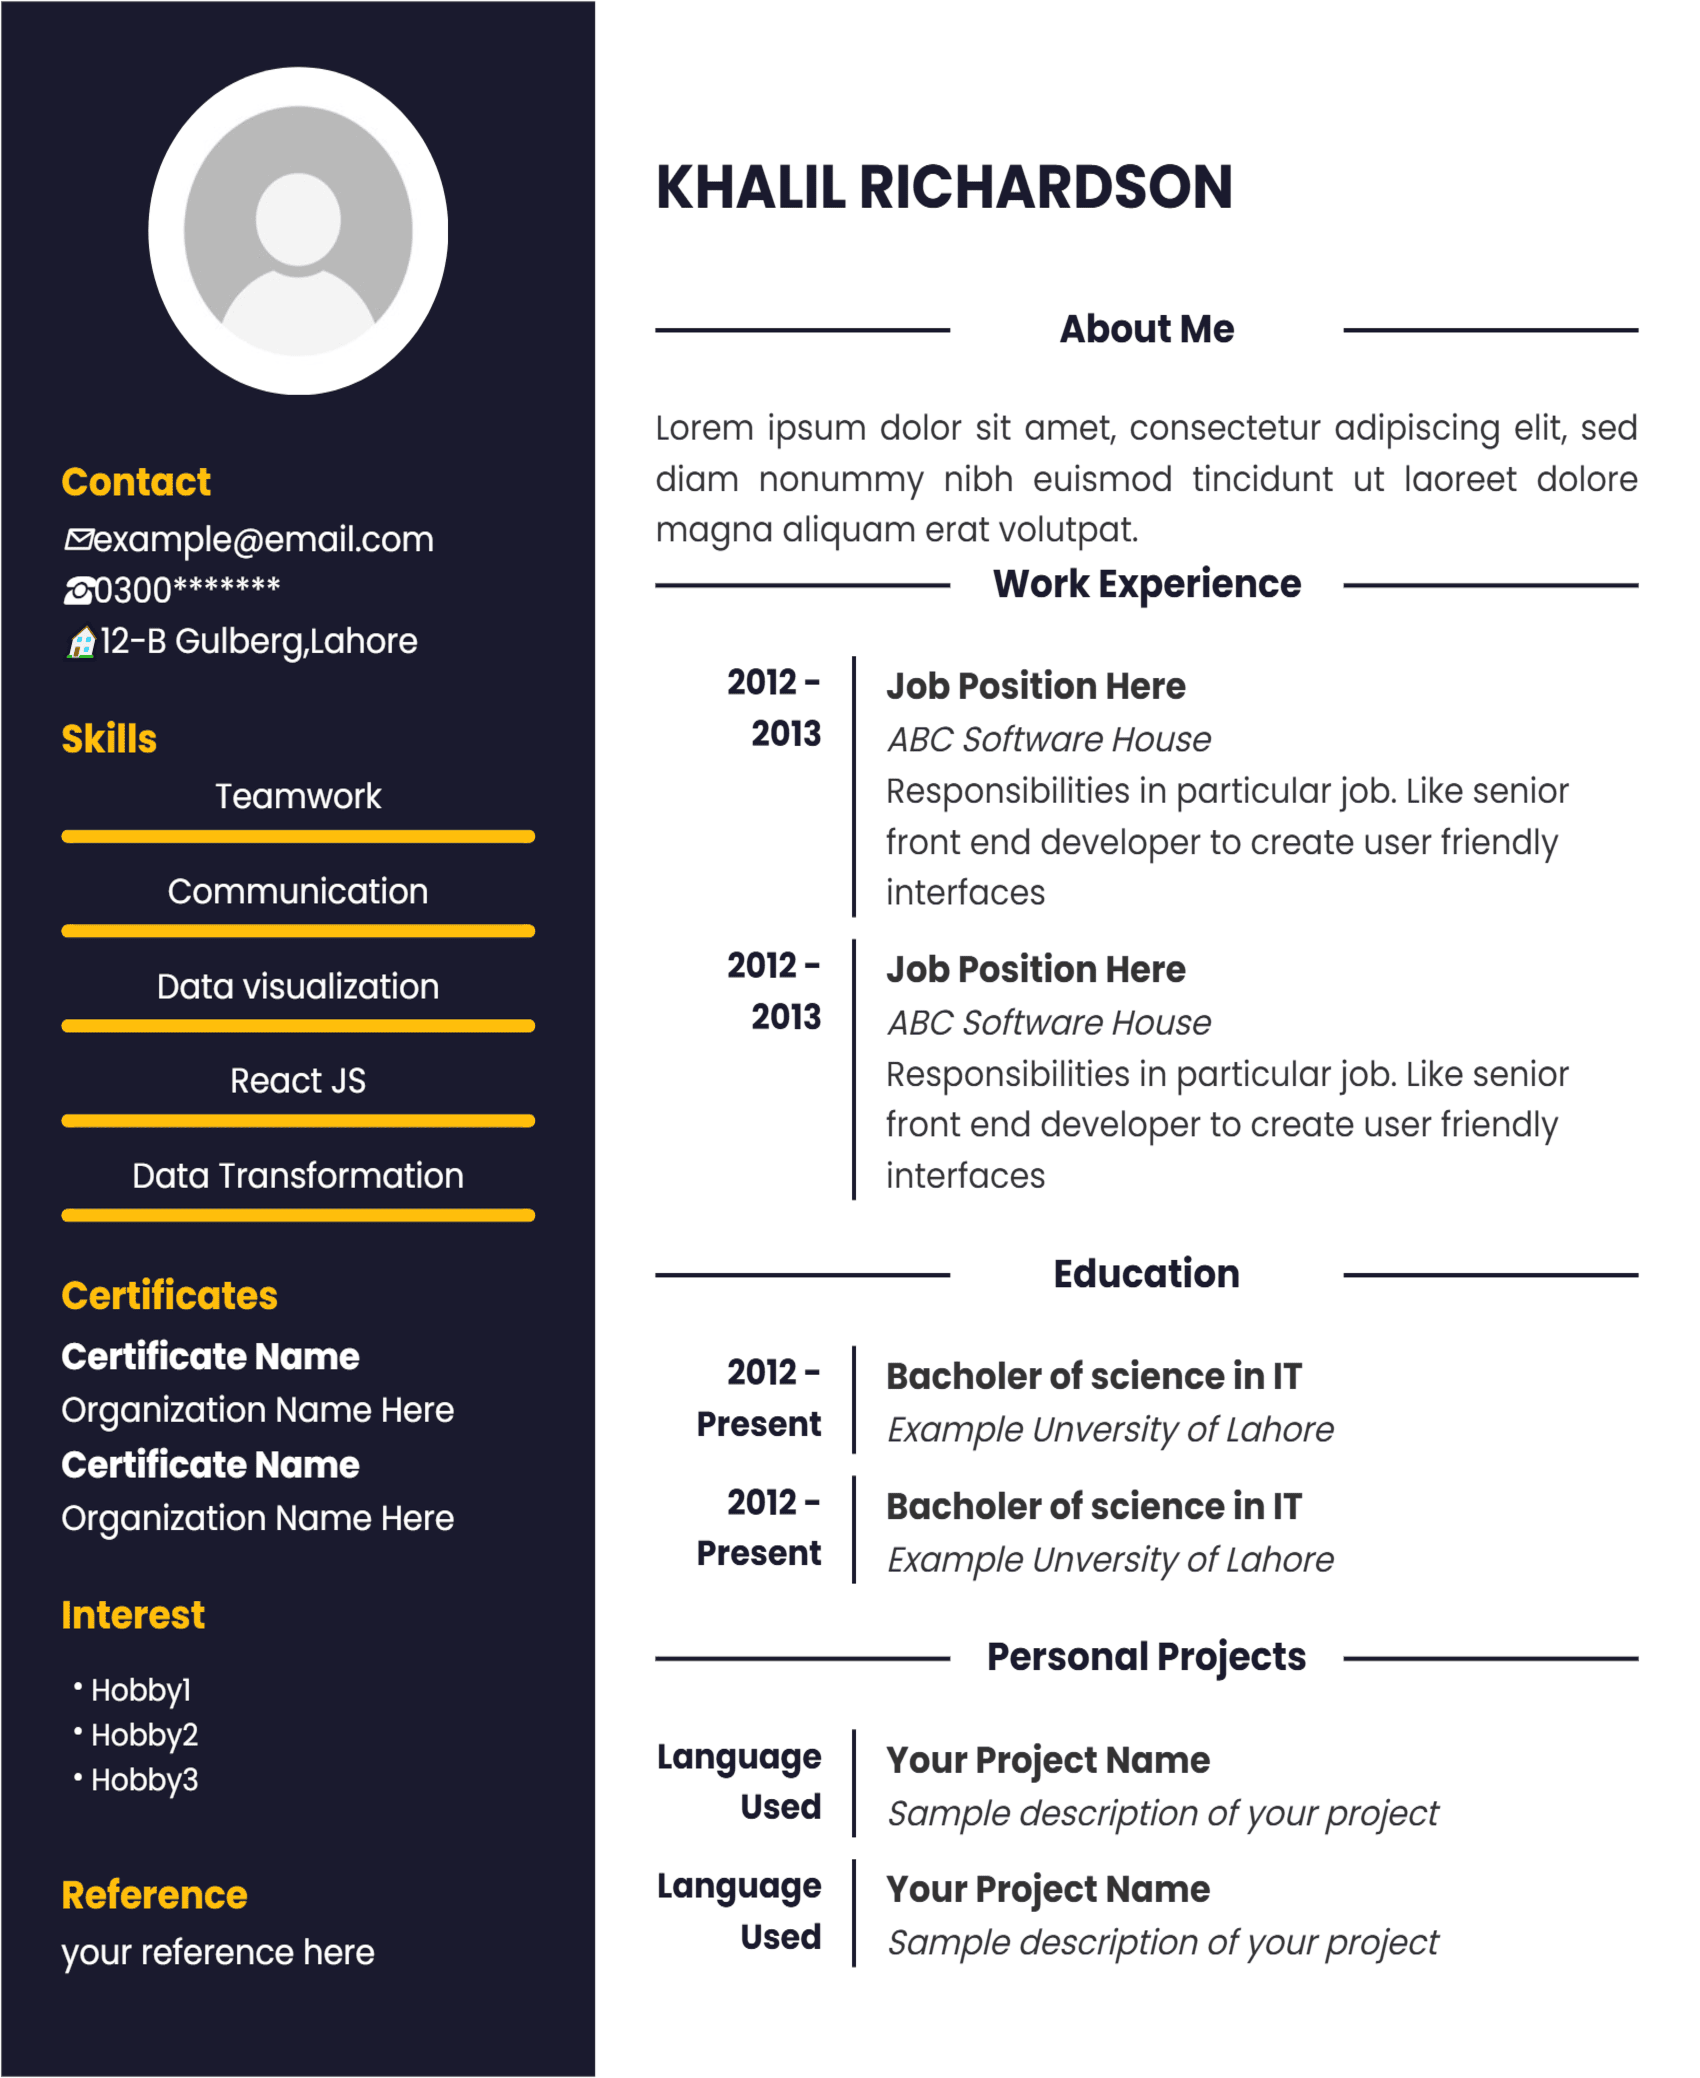 Contact
example@email.com
0300*******
12-B Gulberg,Lahore
Skills
Teamwork
Communication
Data visualization
React JS
Data Transformation
Certificates
Certificate Name
Organization Name Here
Certificate Name
Organization Name Here
Interest
• Hobby1
• Hobby2
• Hobby3
Reference
your reference here
KHALIL RICHARDSON
About Me
Lorem ipsum dolor sit amet, consectetur adipiscing elit, sed
diam nonummy nibh euismod tincidunt ut laoreet dolore
magna aliquam erat volutpat.
Work Experience
2012 -
2013
Job Position Here
ABC Software House
Responsibilities in particular job. Like senior
front end developer to create user friendly
interfaces
2012 -
2013
Job Position Here
ABC Software House
Responsibilities in particular job. Like senior
front end developer to create user friendly
interfaces
Education
2012 -
Present
Bacholer of science in IT
Example Unversity of Lahore
2012 -
Present
Bacholer of science in IT
Example Unversity of Lahore
Personal Projects
Language
Used
Your Project Name
Sample description of your project
Language
Used
Your Project Name
Sample description of your project